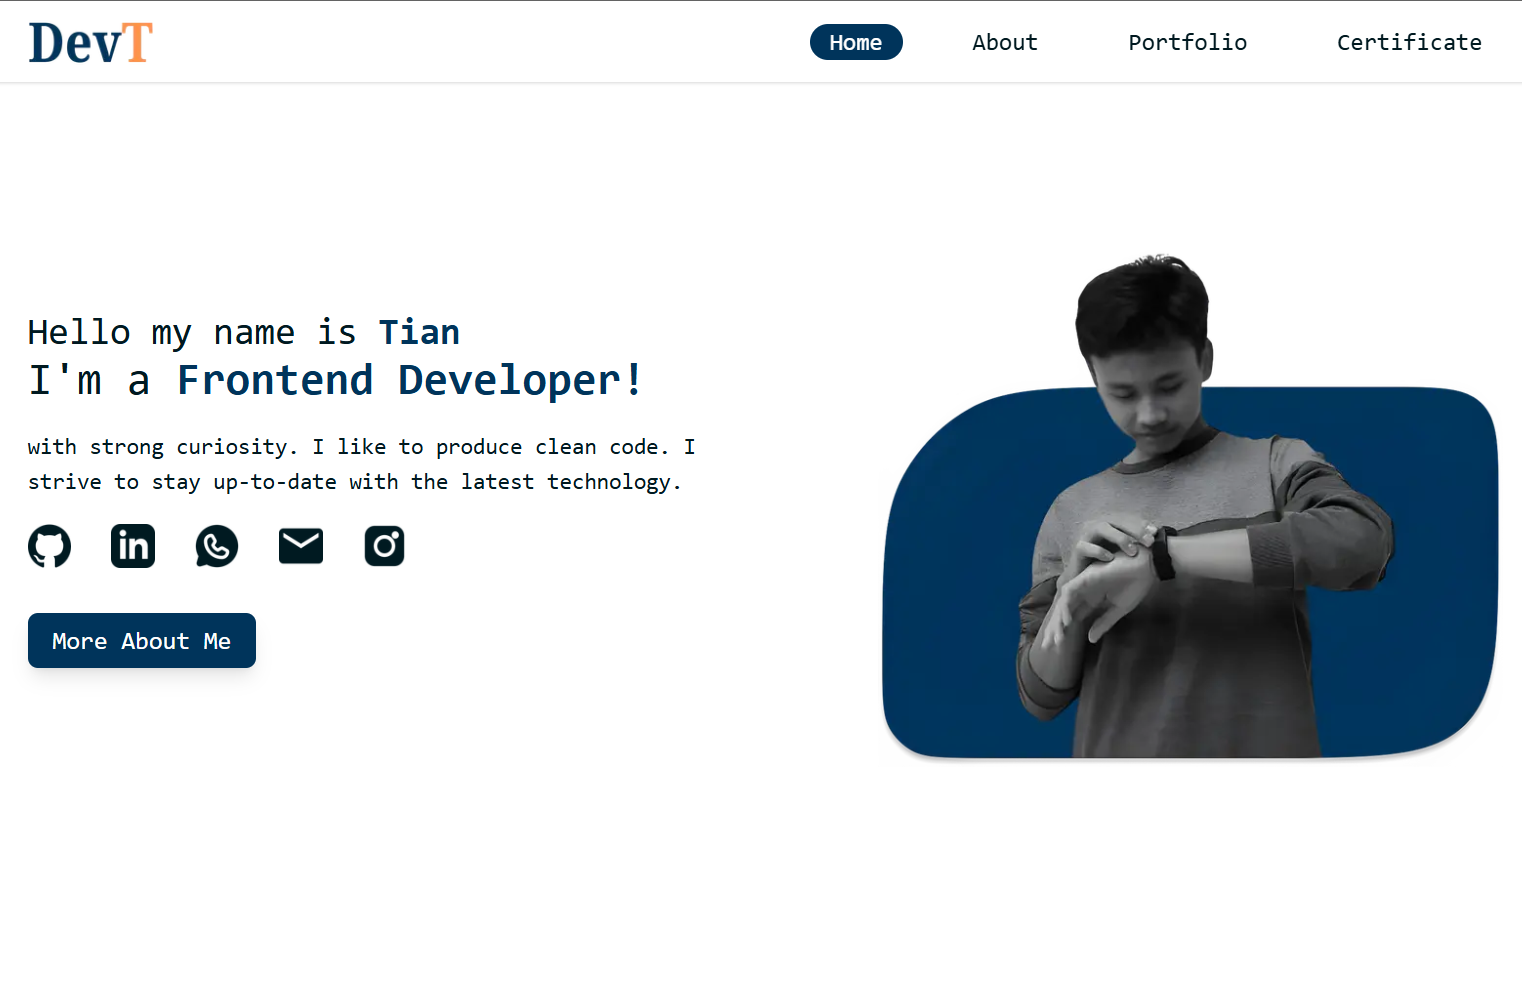 DevT
Home
About
Portfolio
Certificate
Hello my name is Tian
I'm a Frontend Developer!
with strong curiosity. I like to produce clean code. I
strive to stay up-to-date with the latest technology.
in
More About Me